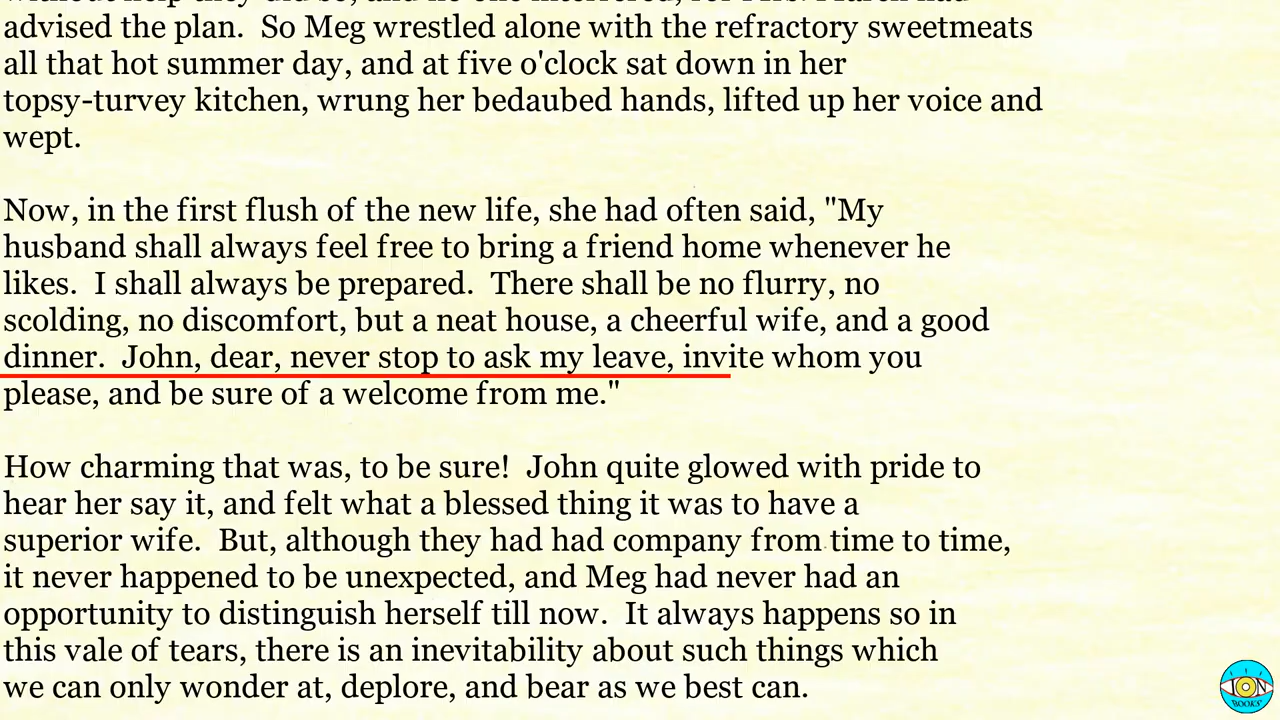 advised the plan.  So Meg wrestled alone with the refractory sweetmeats
all that hot summer day, and at five o'clock sat down in her
topsy-turvey kitchen, wrung her bedaubed hands, lifted up her voice and
wept.
Now, in the first flush of the new life, she had often said, "My
husband shall always feel free to bring a friend home whenever he
likes.  I shall always be prepared.  There shall be no flurry, no
scolding, no discomfort, but a neat house, a cheerful wife, and a good
dinner.  John, dear, never stop to ask my leave, invite whom you
please, and be sure of a welcome from me."
How charming that was, to be sure!  John quite glowed with pride to
hear her say it, and felt what a blessed thing it was to have a
superior wife.  But, although they had had company from time to time,
it never happened to be unexpected, and Meg had never had an
opportunity to distinguish herself till now.  It always happens so in
this vale of tears, there is an inevitability about such things which
we can only wonder at, deplore, and bear as we best can.
ION
BOOKS